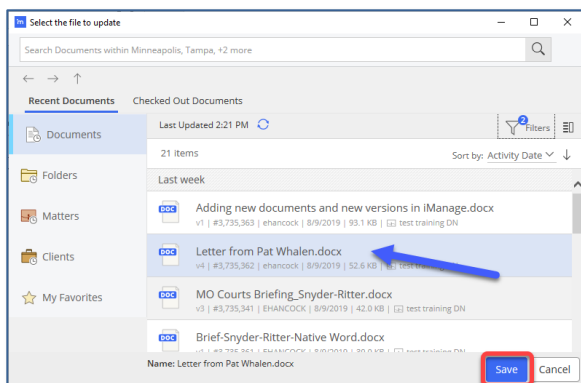 Select the file to update
Search Documents within Minneapolis, Tampa, +2 more
Recent Documents Checked Out Documents
Documents
Folders
Matters
Clients
My Favorites
Last Updated 2:21 PM
2
Filters
21 items
Sort by: Activity Date
Last week
DOC
Adding new documents and new versions in iManage.docx
v1 | #3,735,363 | ehancock | 8/9/2019 | 93.1 KB | test training DN
DOC
Letter from Pat Whalen.docx
v4 | #3,735,362 | ehancock | 8/9/2019 | 52.6 KB | test training DN
DOC
MO Courts Briefing_Snyder-Ritter.docx
v3 | #3,735,341 | EHANCOCK | 8/9/2019 | 42.0 KB | test training DN
DOC
Brief-Snyder-Ritter-Native Word.docx
Name: Letter from Pat Whalen.docx
Save Cancel